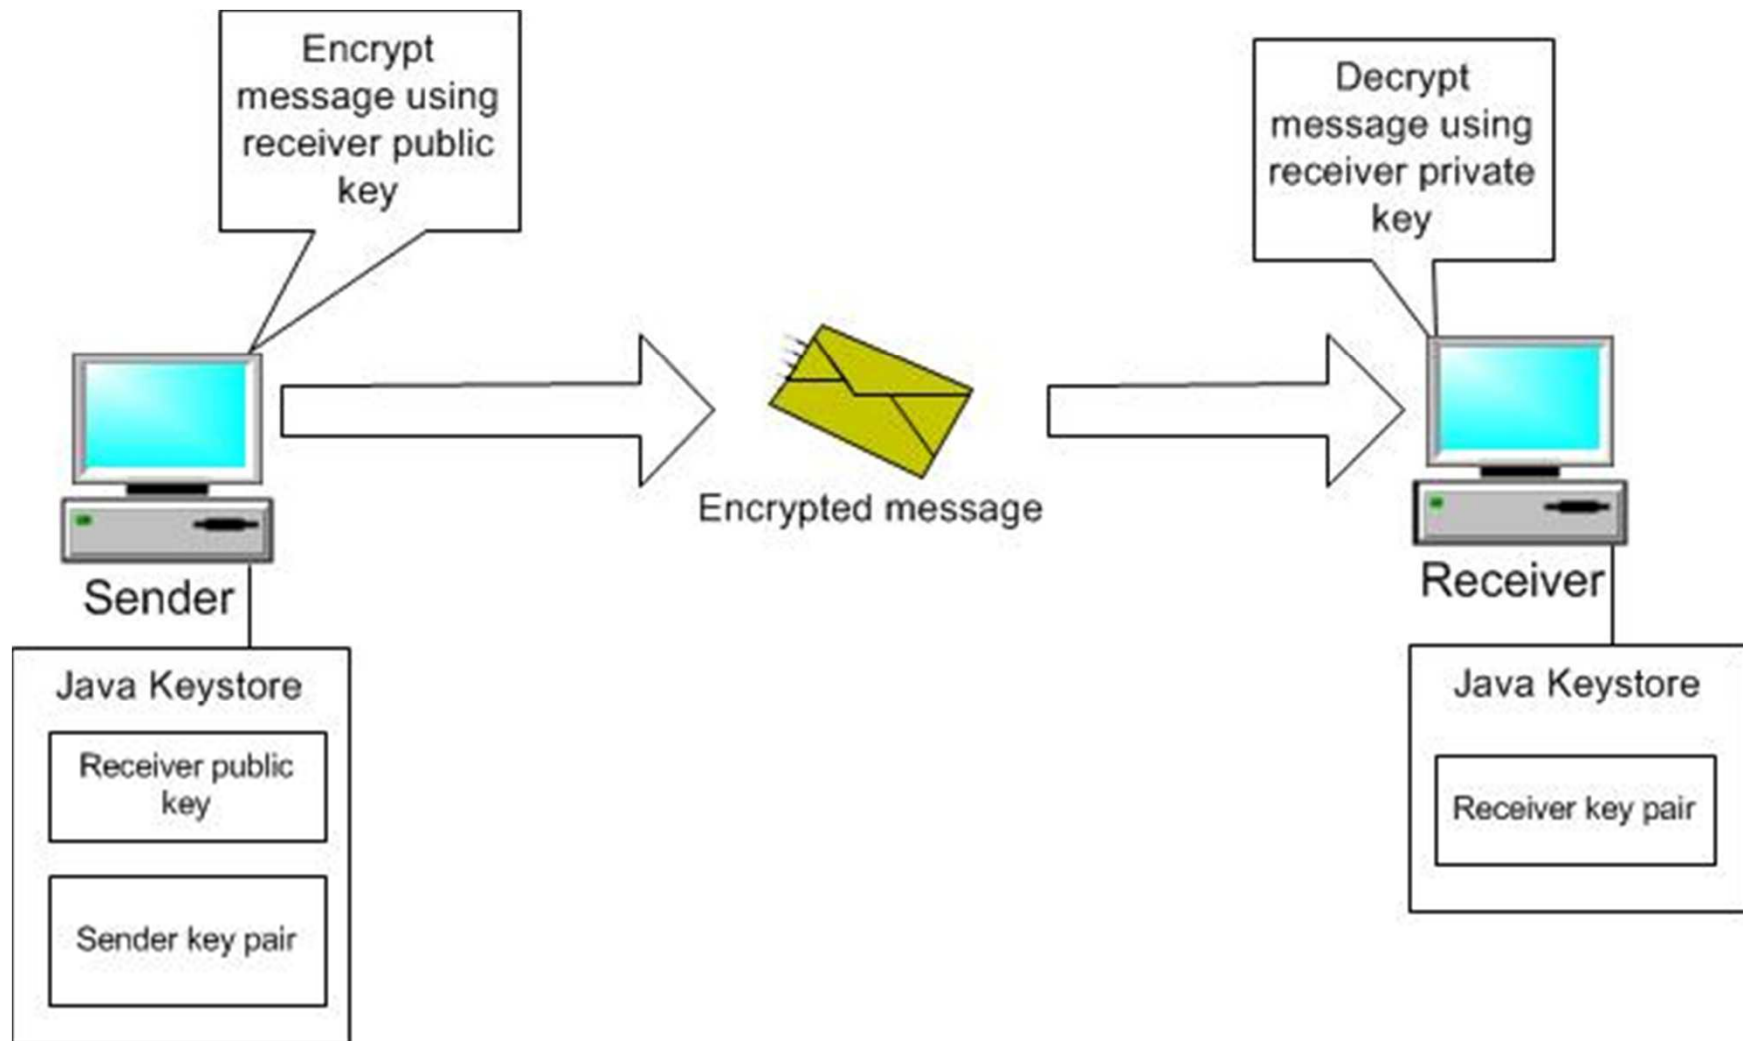 Encrypt
message using
receiver public
key
Decrypt
message using
receiver private
key
Encrypted message
Sender
Receiver
Java Keystore
Receiver public
key
Sender key pair
Java Keystore
Receiver key pair